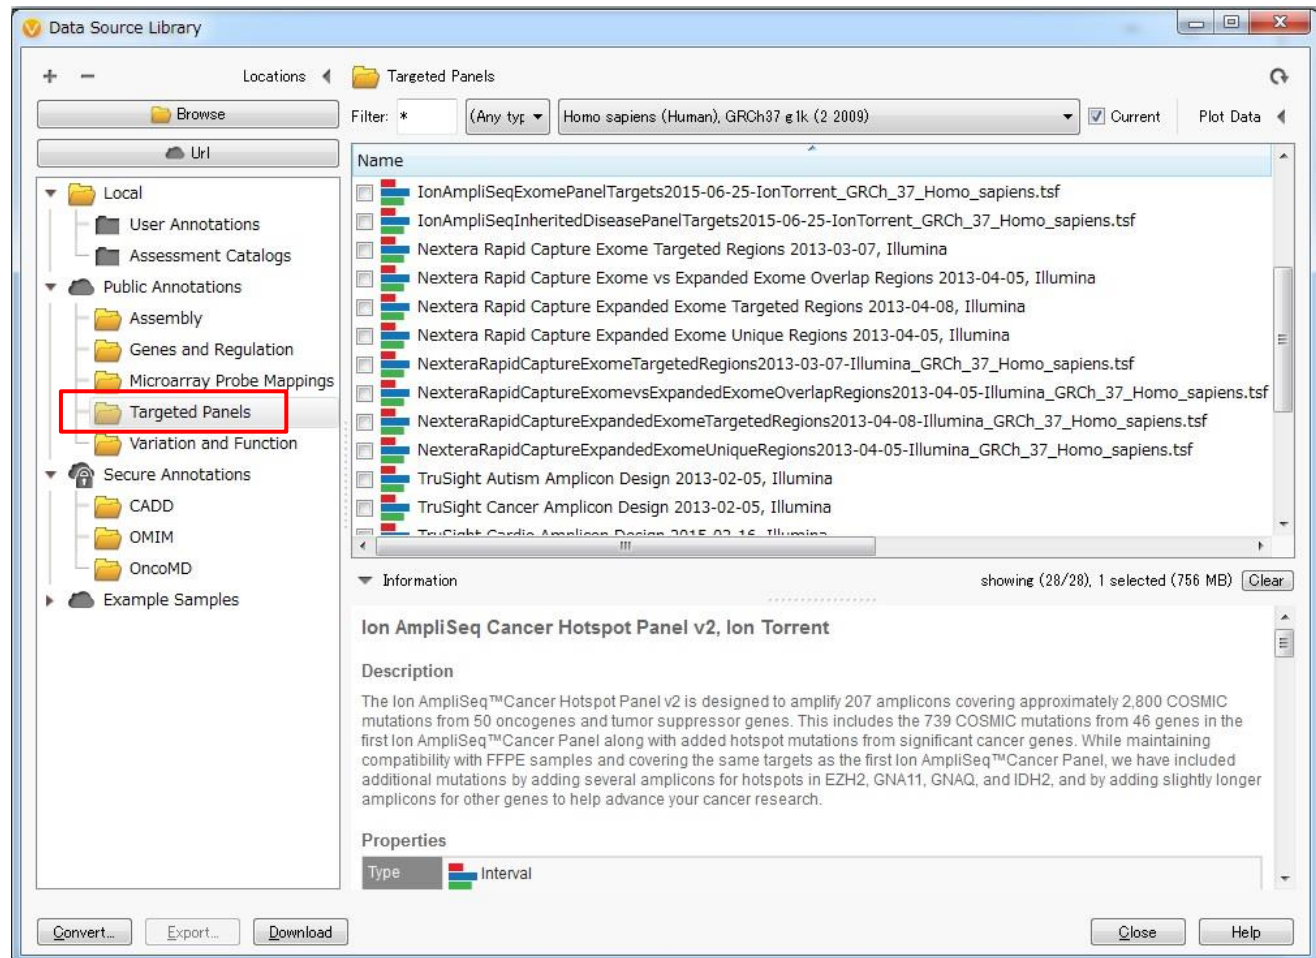 Data Source Library
Locations
Targeted Panels
Browse
Url
Filter: * (Any typ Homo sapiens (Human), GRCh37 g1k (2 2009) Current Plot Data
Local
User Annotations
Assessment Catalogs
Public Annotations
Assembly
Genes and Regulation
Microarray Probe Mappings
Targeted Panels
Variation and Function
Secure Annotations
CADD
OMIM
OncoMD
Example Samples
Name
IonAmpliSeqExomePanelTargets2015-06-25-IonTorrent_GRCh_37_Homo_sapiens.tsf
IonAmpliSeqInheritedDiseasePanelTargets2015-06-25-IonTorrent_GRCh_37_Homo_sapiens.tsf
Nextera Rapid Capture Exome Targeted Regions 2013-03-07, Illumina
Nextera Rapid Capture Exome vs Expanded Exome Overlap Regions 2013-04-05, Illumina
Nextera Rapid Capture Expanded Exome Targeted Regions 2013-04-08, Illumina
Nextera Rapid Capture Expanded Exome Unique Regions 2013-04-05, Illumina
NexteraRapidCaptureExomeTargetedRegions2013-03-07-Illumina_GRCh_37_Homo_sapiens.tsf
NexteraRapidCaptureExomevsExpandedExomeOverlapRegions2013-04-05-Illumina_GRCh_37_Homo_sapiens.tsf
NexteraRapidCaptureExpandedExomeTargetedRegions2013-04-08-Illumina_GRCh_37_Homo_sapiens.tsf
NexteraRapidCaptureExpandedExomeUniqueRegions2013-04-05-Illumina_GRCh_37_Homo_sapiens.tsf
TruSight Autism Amplicon Design 2013-02-05, Illumina
TruSight Cancer Amplicon Design 2013-02-05, Illumina
TruSight Cardio Amplicon Design 2015-02-16, Illumina
Information
showing (28/28), 1 selected (756 MB) Clear
Ion AmpliSeq Cancer Hotspot Panel v2, Ion Torrent
Description
The Ion AmpliSeq™Cancer Hotspot Panel v2 is designed to amplify 207 amplicons covering approximately 2,800 COSMIC
mutations from 50 oncogenes and tumor suppressor genes. This includes the 739 COSMIC mutations from 46 genes in the
first Ion AmpliSeq™Cancer Panel along with added hotspot mutations from significant cancer genes. While maintaining
compatibility with FFPE samples and covering the same targets as the first Ion AmpliSeq™Cancer Panel, we have included
additional mutations by adding several amplicons for hotspots in EZH2, GNA11, GNAQ, and IDH2, and by adding slightly longer
amplicons for other genes to help advance your cancer research.
Properties
Type Interval
Convert... Export... Download Close Help